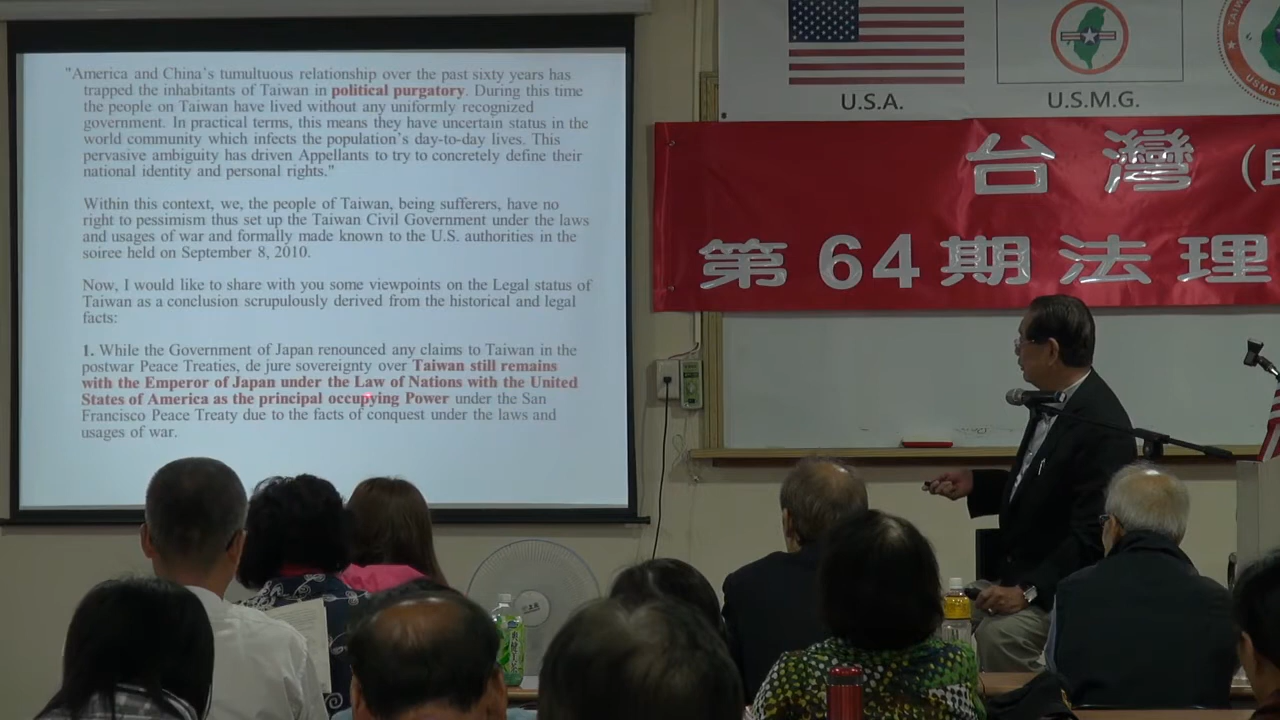 "America and China's tumultuous relationship over the past sixty years has
trapped the inhabitants of Taiwan in political purgatory. During this time
the people on Taiwan have lived without any uniformly recognized
government. In practical terms, this means they have uncertain status in the
world community which infects the population's day-to-day lives. This
pervasive ambiguity has driven Appellants to try to concretely define their
national identity and personal rights."
Within this context, we, the people of Taiwan, being sufferers, have no
right to pessimism thus set up the Taiwan Civil Government under the laws
and usages of war and formally made known to the U.S. authorities in the
soiree held on September 8, 2010.
Now, I would like to share with you some viewpoints on the Legal status of
Taiwan as a conclusion scrupulously derived from the historical and legal
facts:
1. While the Government of Japan renounced any claims to Taiwan in the
postwar Peace Treaties, de jure sovereignty over Taiwan still remains
with the Emperor of Japan under the Law of Nations with the United
States of America as the principal occupying Power under the San
Francisco Peace Treaty due to the facts of conquest under the laws and
usages of war.
U.S.A.
U.S.M.G.
台灣
第64期法理